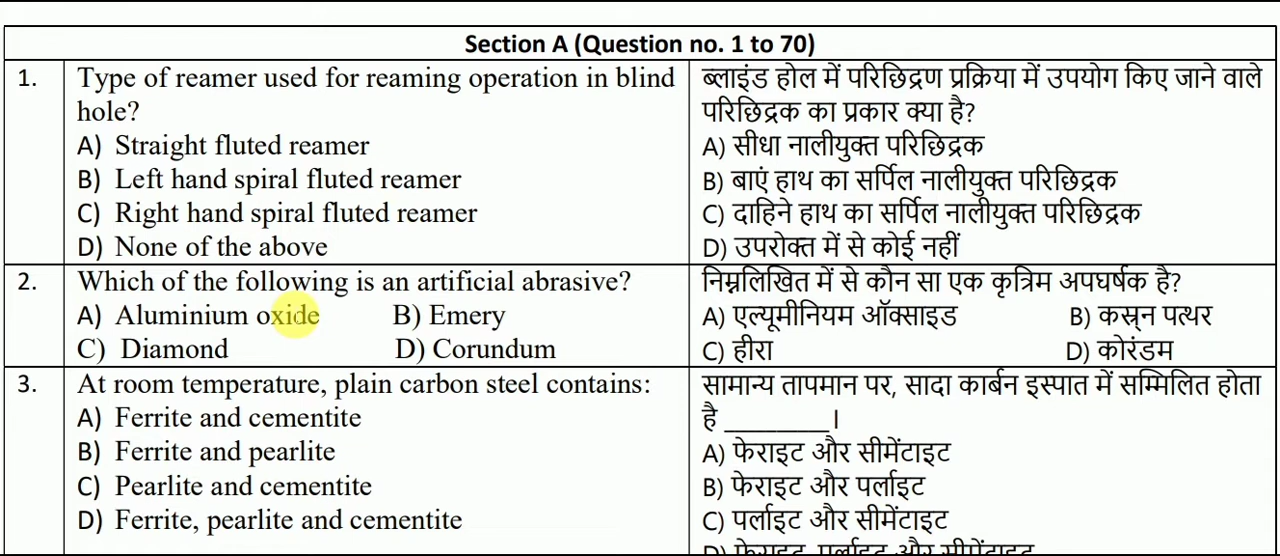 Section A (Question no. 1 to 70)
1. Type of reamer used for reaming operation in blind
hole?
A) Straight fluted reamer
B) Left hand spiral fluted reamer
C) Right hand spiral fluted reamer
D) None of the above
ब्लाइंड होल में परिछिद्रण प्रक्रिया में उपयोग किए जाने वाले
परिछिद्रक का प्रकार क्या है?
A) सीधा नालीयुक्त परिछिद्रक
B) बाएं हाथ का सर्पिल नालीयुक्त परिछिद्रक
C) दाहिने हाथ का सर्पिल नालीयुक्त परिछिद्रक
D) उपरोक्त में से कोई नहीं
2. Which of the following is an artificial abrasive?
A) Aluminium oxide B) Emery
C) Diamond D) Corundum
निम्नलिखित में से कौन सा एक कृत्रिम अपघर्षक है?
A) एल्यूमीनियम ऑक्साइड B) कस्र्न पत्थर
C) हीरा D) कोरंडम
3. At room temperature, plain carbon steel contains:
A) Ferrite and cementite
B) Ferrite and pearlite
C) Pearlite and cementite
D) Ferrite, pearlite and cementite
सामान्य तापमान पर, सादा कार्बन इस्पात में सम्मिलित होता
है __________।
A) फेराइट और सीमेंटाइट
B) फेराइट और पर्लाइट
C) पर्लाइट और सीमेंटाइट
D) फेराइट, पर्लाइट और सीमेंटाइट